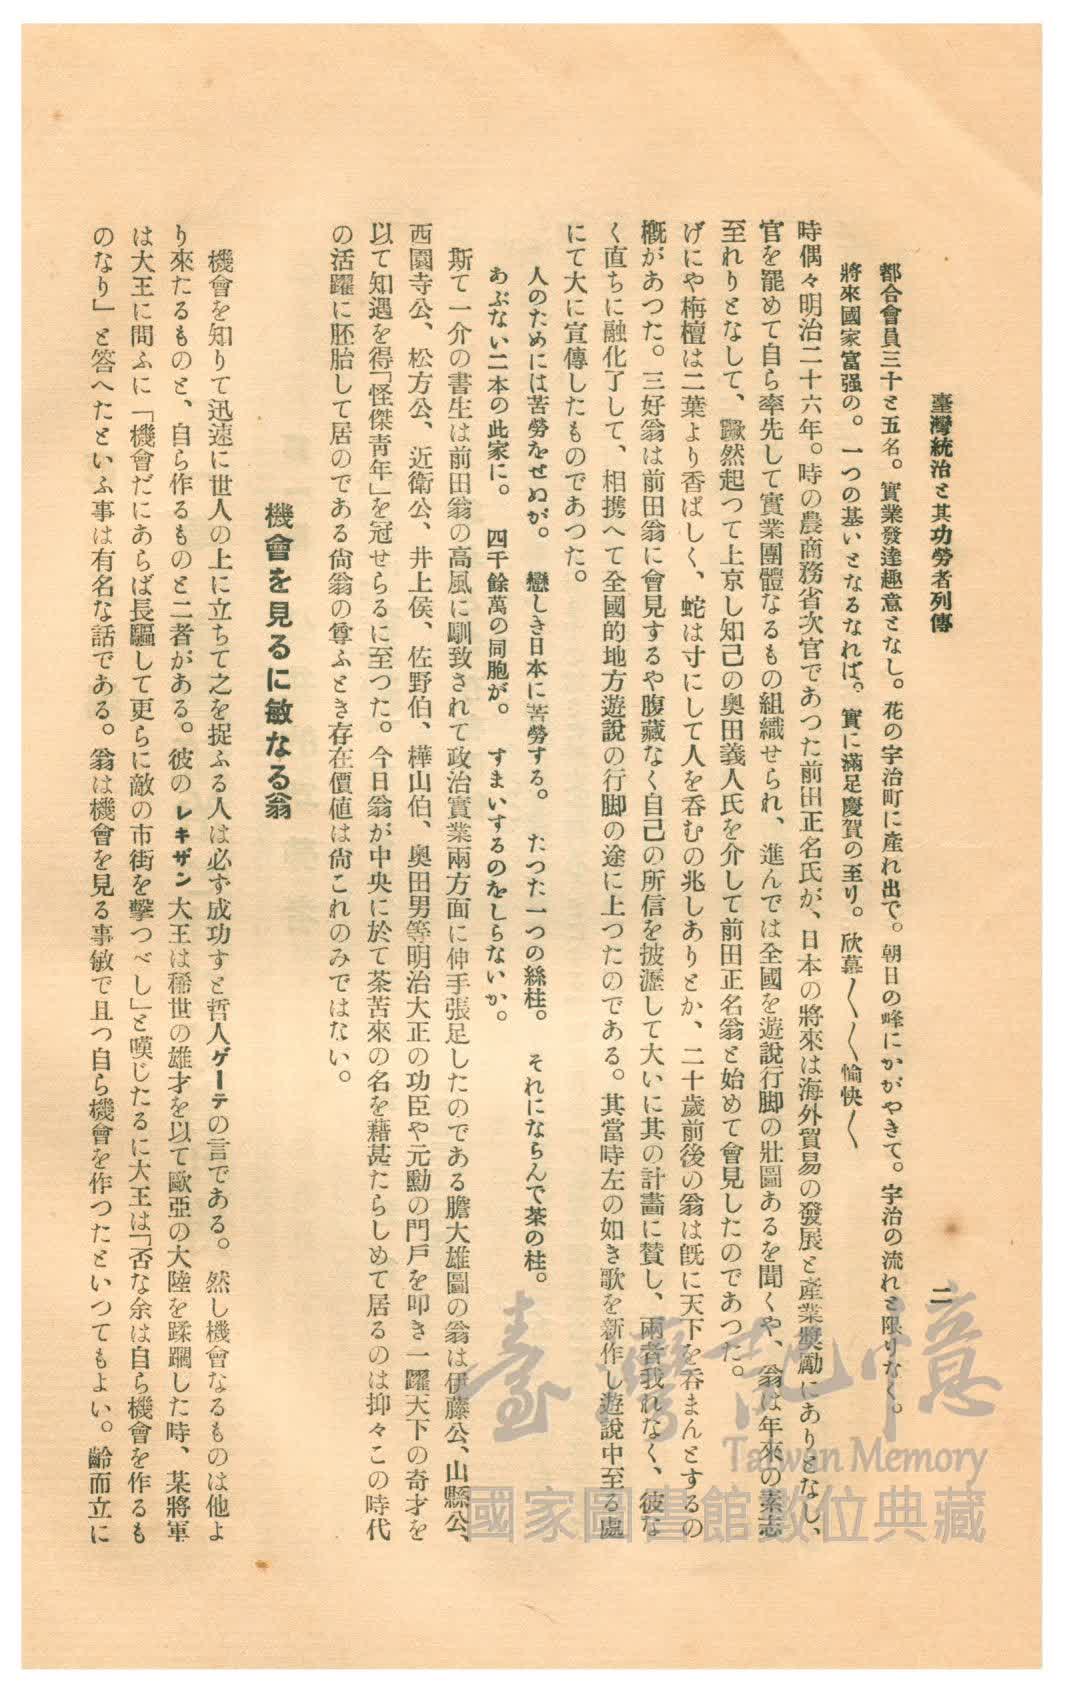 臺灣統治と其功勞者列傳
二
都合會員三十と五名。實業發達趣意となし。花の宇治町に產れ出で。朝日の峰にかがやきて。宇治の流れと限りなく。
將來國家富强の。一つの基いとなるなれば。實に滿足慶賀の至り。欣慕〱〱愉快〱
時偶々明治二十六年。時の農商務省次官であつた前田正名氏が、日本の將來は海外貿易の發展と產業奬勵にありとなし、
官を罷めて自ら率先して實業團體なるもの組織せられ、進んでは全國を遊說行脚の壯圖あるを聞くや、翁は年來の素志
至れりとなして、蹶然起つて上京し知己の奧田義人氏を介して前田正名翁と始めて會見したのであつた。
げにや栴檀は二葉より香ばしく、蛇は寸にして人を呑むの兆しありとか、二十歲前後の翁は旣に天下を呑まんとするの
概があつた。三好翁は前田翁に會見するや腹藏なく自己の所信を披瀝して大いに其の計畫に賛し、兩者我れなく、彼な
く直ちに融化了して、相携へて全國的地方遊說の行脚の途に上つたのである。其當時左の如き歌を新作し遊說中至る處
にて大に宣傳したものであつた。
人のためには苦勞をせぬが。　戀しき日本に苦勞する。　たつた一つの絲柱。　それにならんで茶の柱。
あぶない二本の此家に。　四千餘萬の同胞が。　すまいするのをしらないか。
斯て一介の書生は前田翁の高風に馴致されて政治實業兩方面に伸手張足したのである膽大雄圖の翁は伊藤公、山縣公、
西園寺公、松方公、近衛公、井上侯、佐野伯、樺山伯、奧田男等明治大正の功臣や元勳の門戶を叩き一躍天下の奇才を
以て知遇を得「怪傑靑年」を冠せらるに至つた。今日翁が中央に於て茶苦來の名を藉甚たらしめて居るのは抑々この時代
の活躍に胚胎して居のである尙翁の尊ふとき存在價値は尙これのみではない。
機會を見るに敏なる翁
機會を知りて迅速に世人の上に立ちて之を捉ふる人は必ず成功すと哲人ゲーテの言である。然し機會なるものは他よ
り來たるものと、自ら作るものと二者がある。彼のレキザン大王は稀世の雄才を以て歐亞の大陸を蹂躙した時、某將軍
は大王に問ふに「機會だにあらば長驅して更らに敵の市街を擊つべし」と嘆じたるに大王は「否な余は自ら機會を作るも
のなり」と答へたといふ事は有名な話である。翁は機會を見る事敏で且つ自ら機會を作つたといつてもよい。齡而立に
臺灣記憶
Taiwan Memory
國家圖書館數位典藏